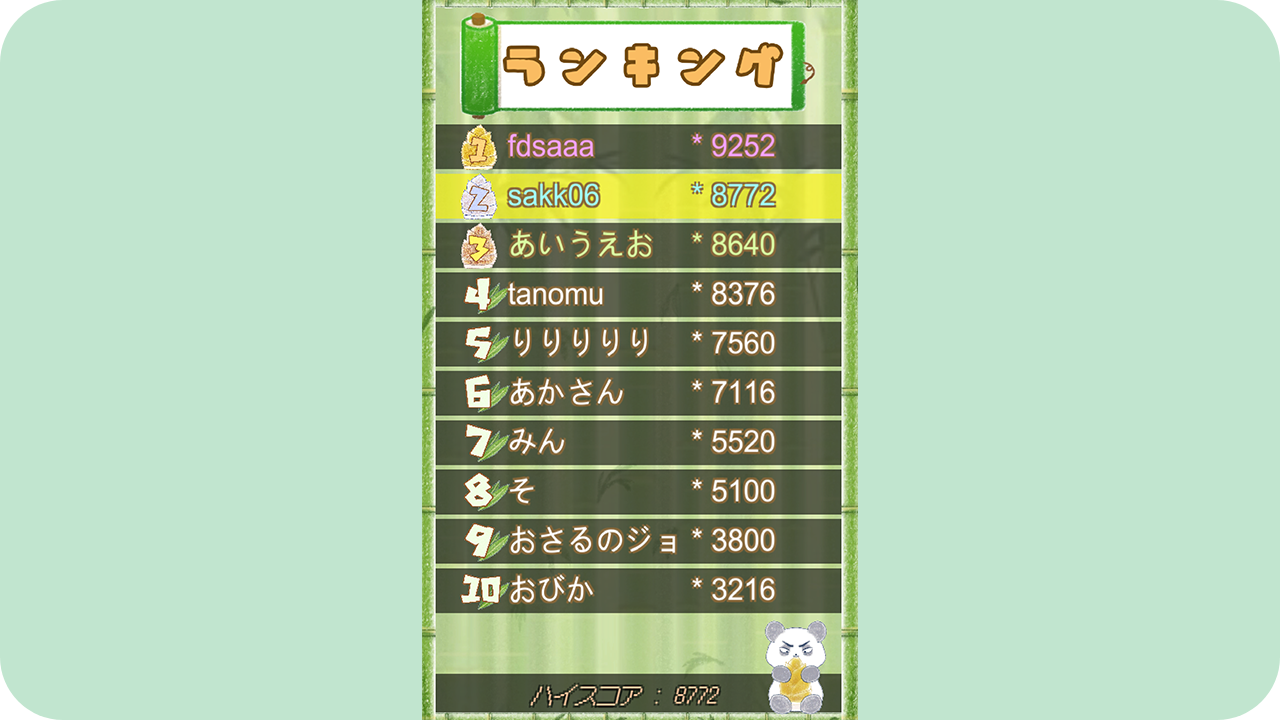 ランキング
1 fdsaaa * 9252
2 sakk06 * 8772
3 あいうえお * 8640
4 tanomu * 8376
5 りりりりり * 7560
6 あかさん * 7116
7 みん * 5520
8 そ * 5100
9 おさるのジョ * 3800
10 おびか * 3216
ハイスコア : 8772